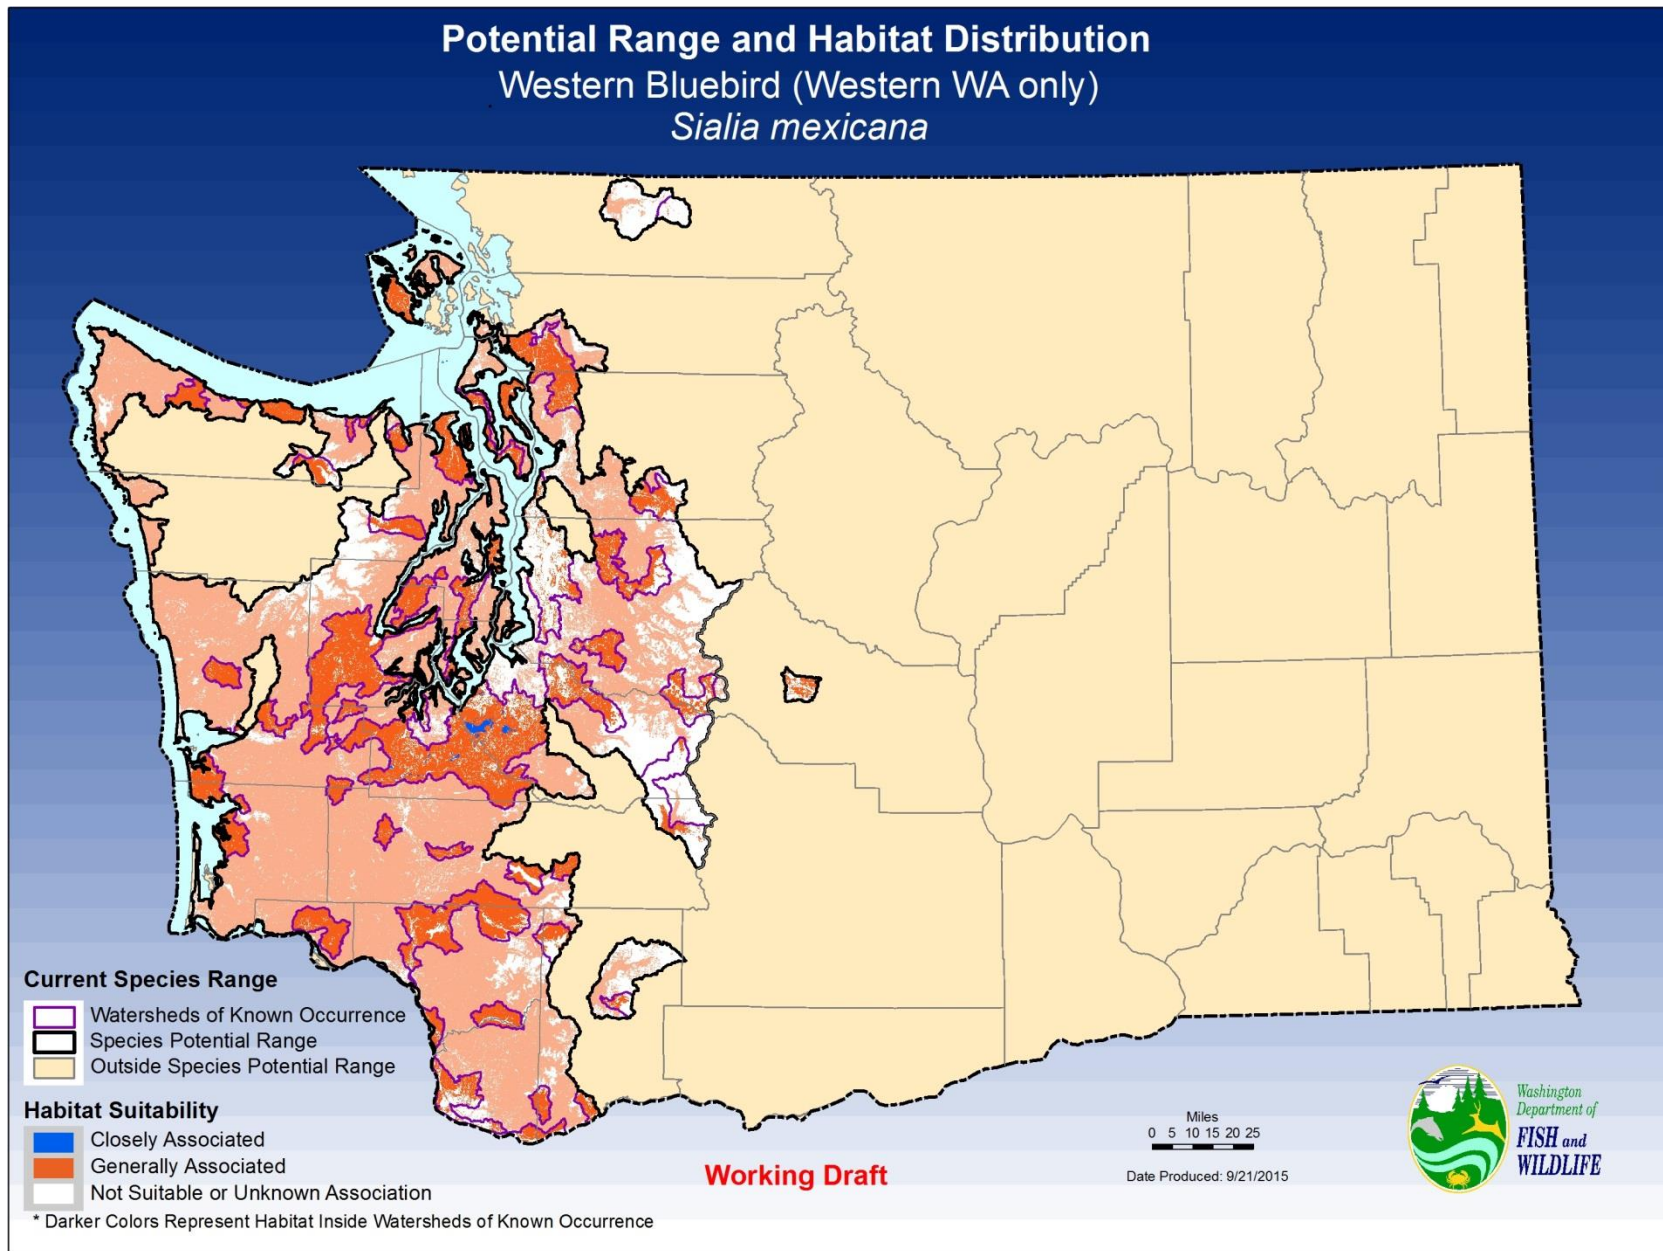 Potential Range and Habitat Distribution
Western Bluebird (Western WA only)
Sialia mexicana
Current Species Range
Watersheds of Known Occurrence
Species Potential Range
Outside Species Potential Range
Habitat Suitability
Closely Associated
Generally Associated
Not Suitable or Unknown Association
* Darker Colors Represent Habitat Inside Watersheds of Known Occurrence
Working Draft
Miles
0 5 10 15 20 25
Date Produced: 9/21/2015
Washington
Department of
FISH and
WILDLIFE